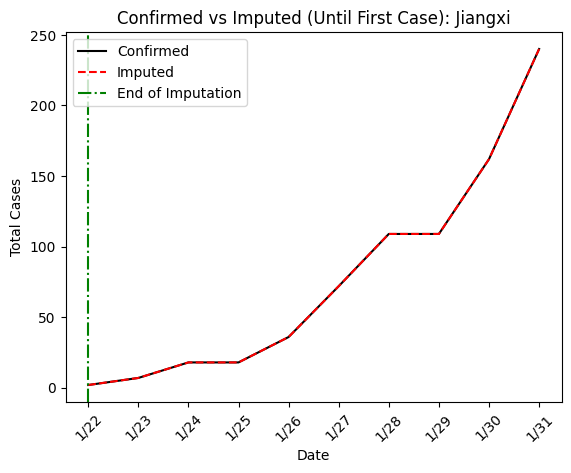 Confirmed vs Imputed (Until First Case): Jiangxi
Confirmed
Imputed
End of Imputation
Total Cases
250
200
150
100
50
0
1/22
1/23
1/24
1/25
1/26
1/27
1/28
1/29
1/30
1/31
Date